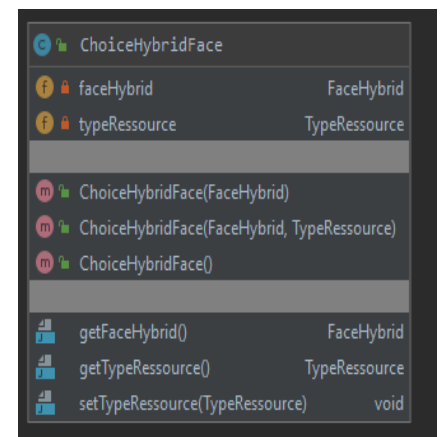 ChoiceHybridFace
faceHybrid FaceHybrid
typeRessource TypeRessource
ChoiceHybridFace(FaceHybrid)
ChoiceHybridFace(FaceHybrid, TypeRessource)
ChoiceHybridFace()
getFaceHybrid() FaceHybrid
getTypeRessource() TypeRessource
setTypeRessource(TypeRessource) void